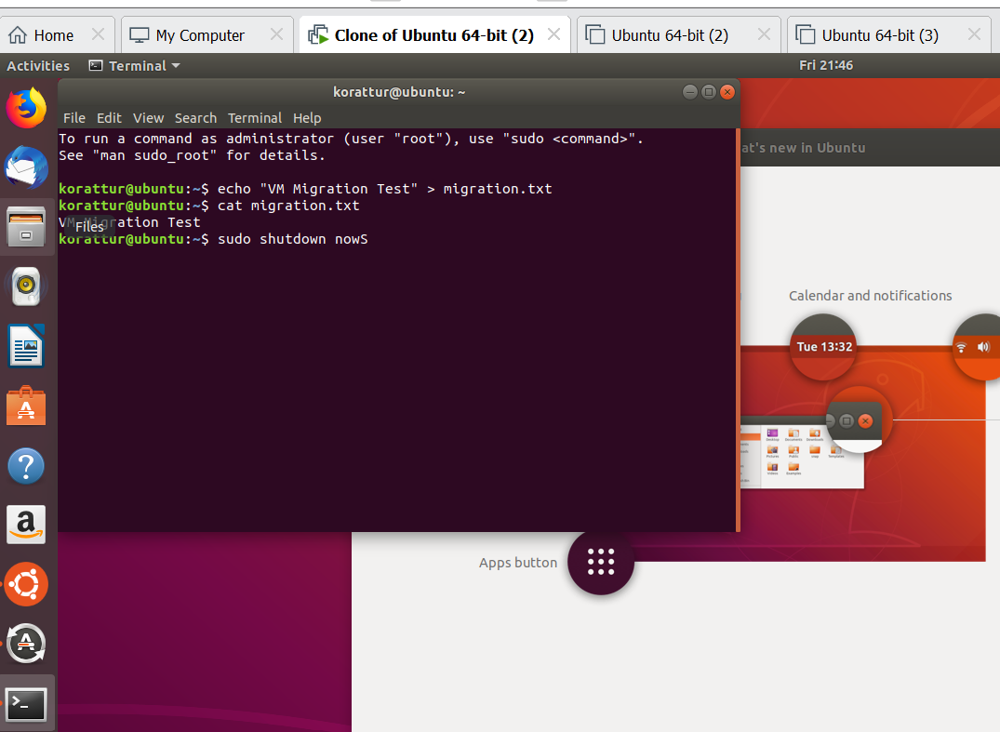 Home
My Computer
Clone of Ubuntu 64-bit (2)
Ubuntu 64-bit (2)
Ubuntu 64-bit (3)
Activities
Terminal
Fri 21:46
korattur@ubuntu: ~
File Edit View Search Terminal Help
To run a command as administrator (user "root"), use "sudo <command>".
See "man sudo_root" for details.
korattur@ubuntu:~$ echo "VM Migration Test" > migration.txt
korattur@ubuntu:~$ cat migration.txt
VM Migration Test
Files
korattur@ubuntu:~$ sudo shutdown nowS
at's new in Ubuntu
Calendar and notifications
Tue 13:32
Apps button